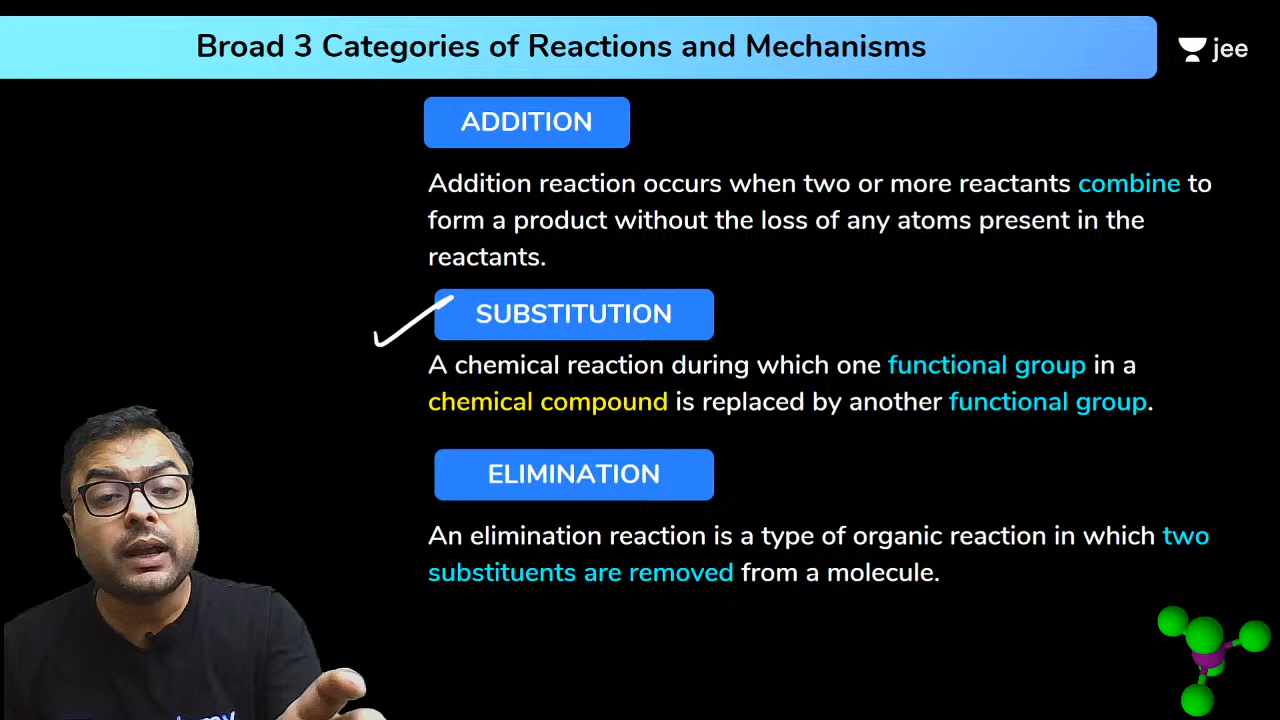 Broad 3 Categories of Reactions and Mechanisms
jee
ADDITION
Addition reaction occurs when two or more reactants combine to
form a product without the loss of any atoms present in the
reactants.
SUBSTITUTION
A chemical reaction during which one functional group in a
chemical compound is replaced by another functional group.
ELIMINATION
An elimination reaction is a type of organic reaction in which two
substituents are removed from a molecule.